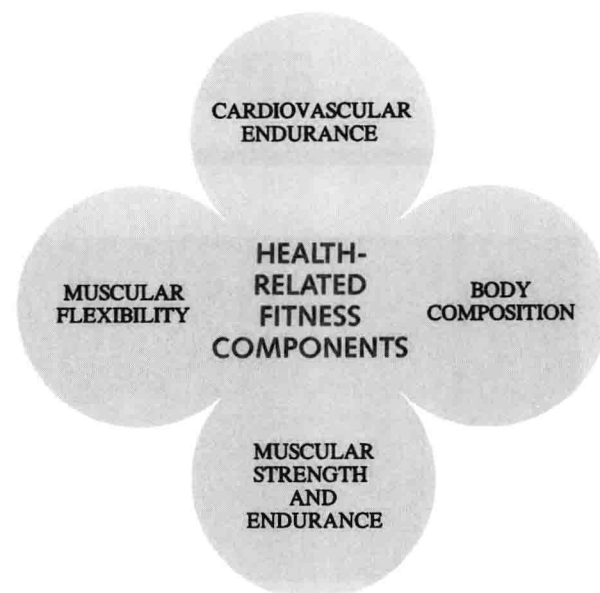 CARDIOVASCULAR
ENDURANCE
MUSCULAR
FLEXIBILITY
HEALTH-
RELATED
FITNESS
COMPONENTS
BODY
COMPOSITION
MUSCULAR
STRENGTH
AND
ENDURANCE